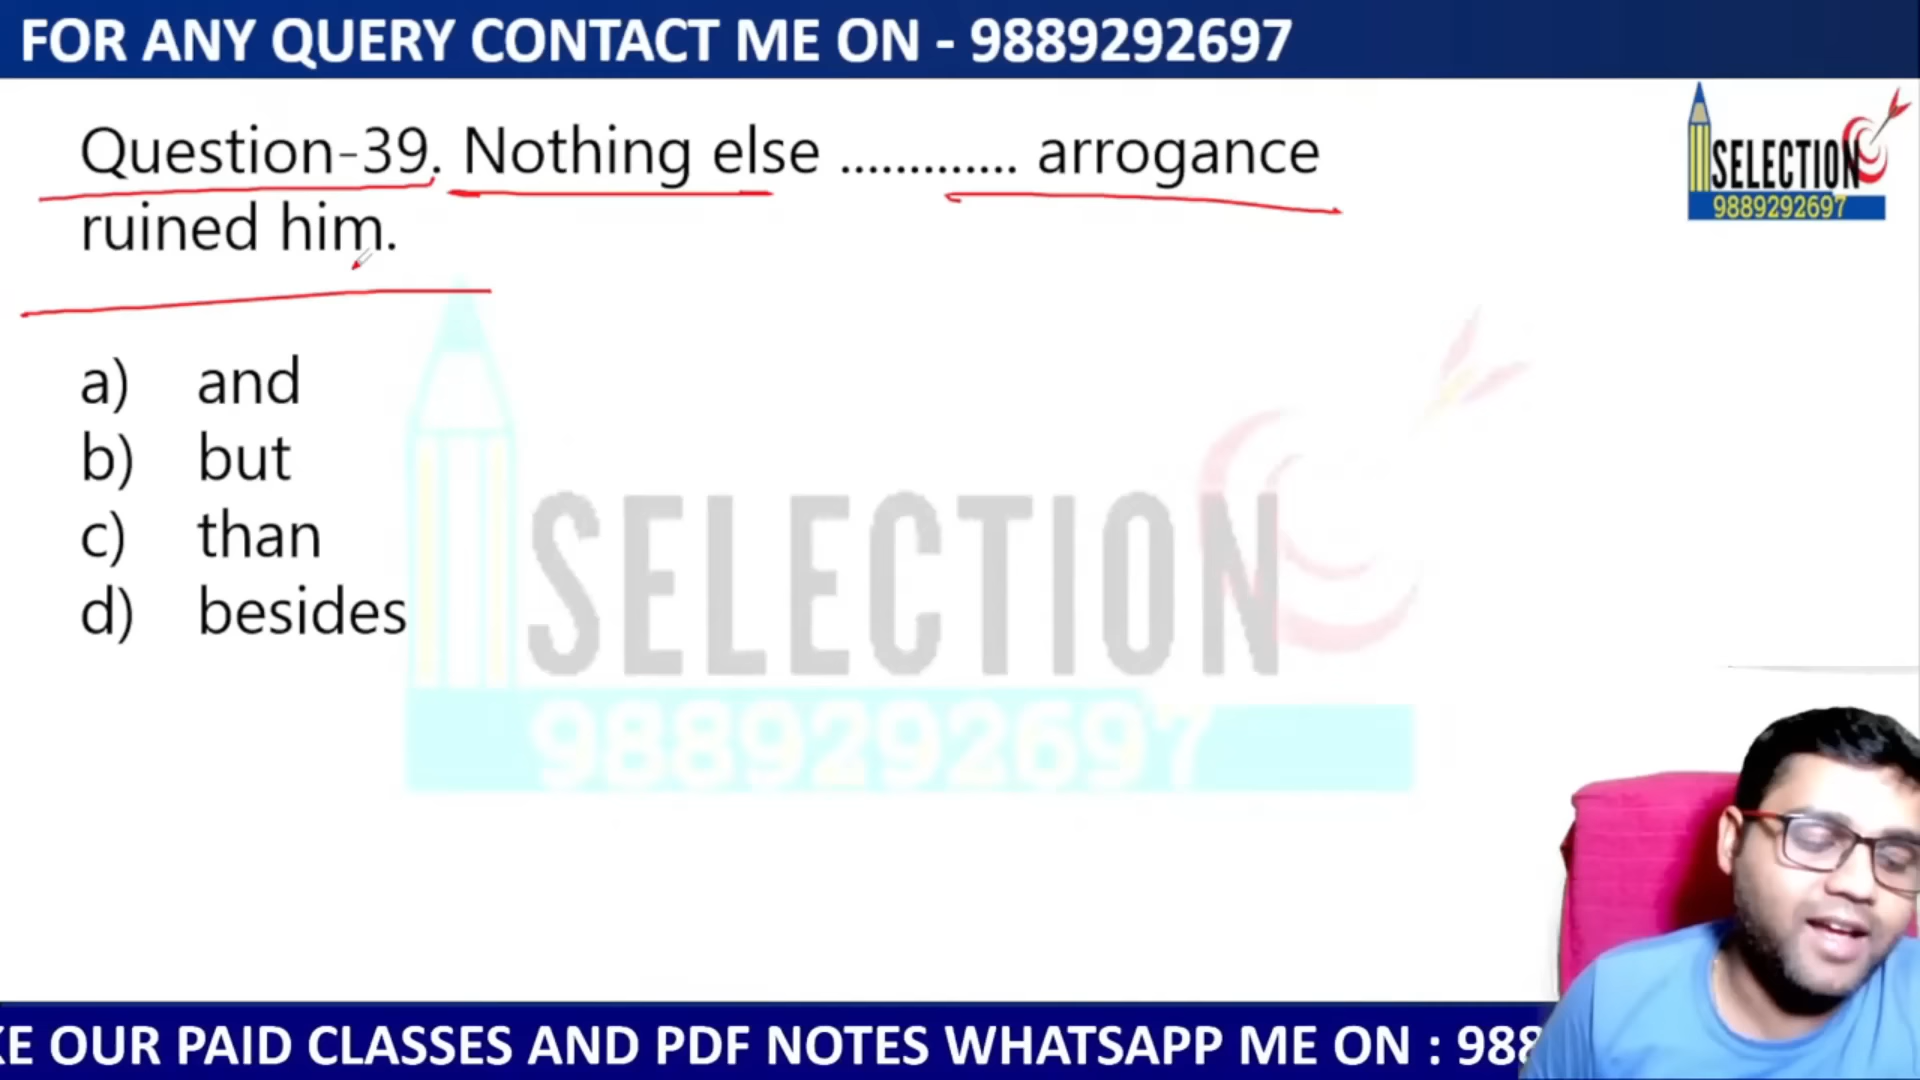 FOR ANY QUERY CONTACT ME ON - 9889292697
Question-39. Nothing else ............. arrogance
ruined him.
SELECTION
9889292697
a) and
b) but
c) than
d) besides
SELECTION
9889292697
OUR PAID CLASSES AND PDF NOTES WHATSAPP ME ON :